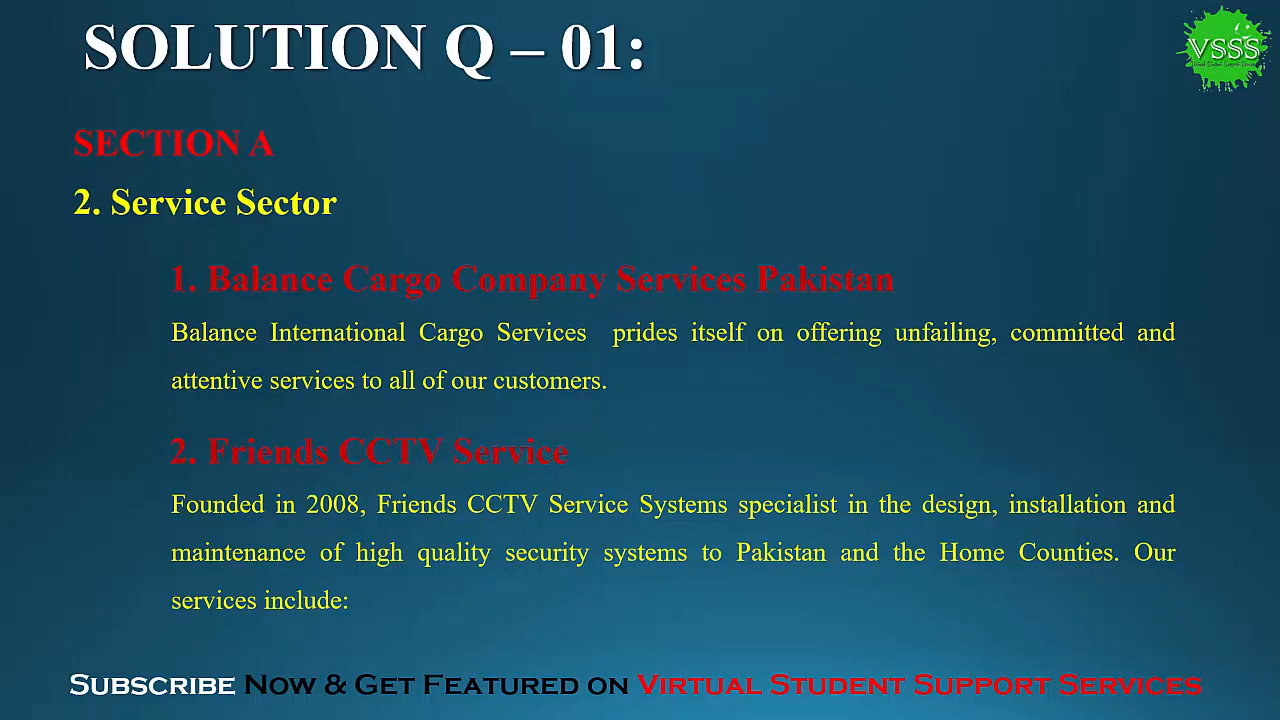 SOLUTION Q – 01:
VSSS
SECTION A
2. Service Sector
1. Balance Cargo Company Services Pakistan
Balance International Cargo Services prides itself on offering unfailing, committed and
attentive services to all of our customers.
2. Friends CCTV Service
Founded in 2008, Friends CCTV Service Systems specialist in the design, installation and
maintenance of high quality security systems to Pakistan and the Home Counties. Our
services include:
SUBSCRIBE NOW & GET FEATURED ON VIRTUAL STUDENT SUPPORT SERVICES